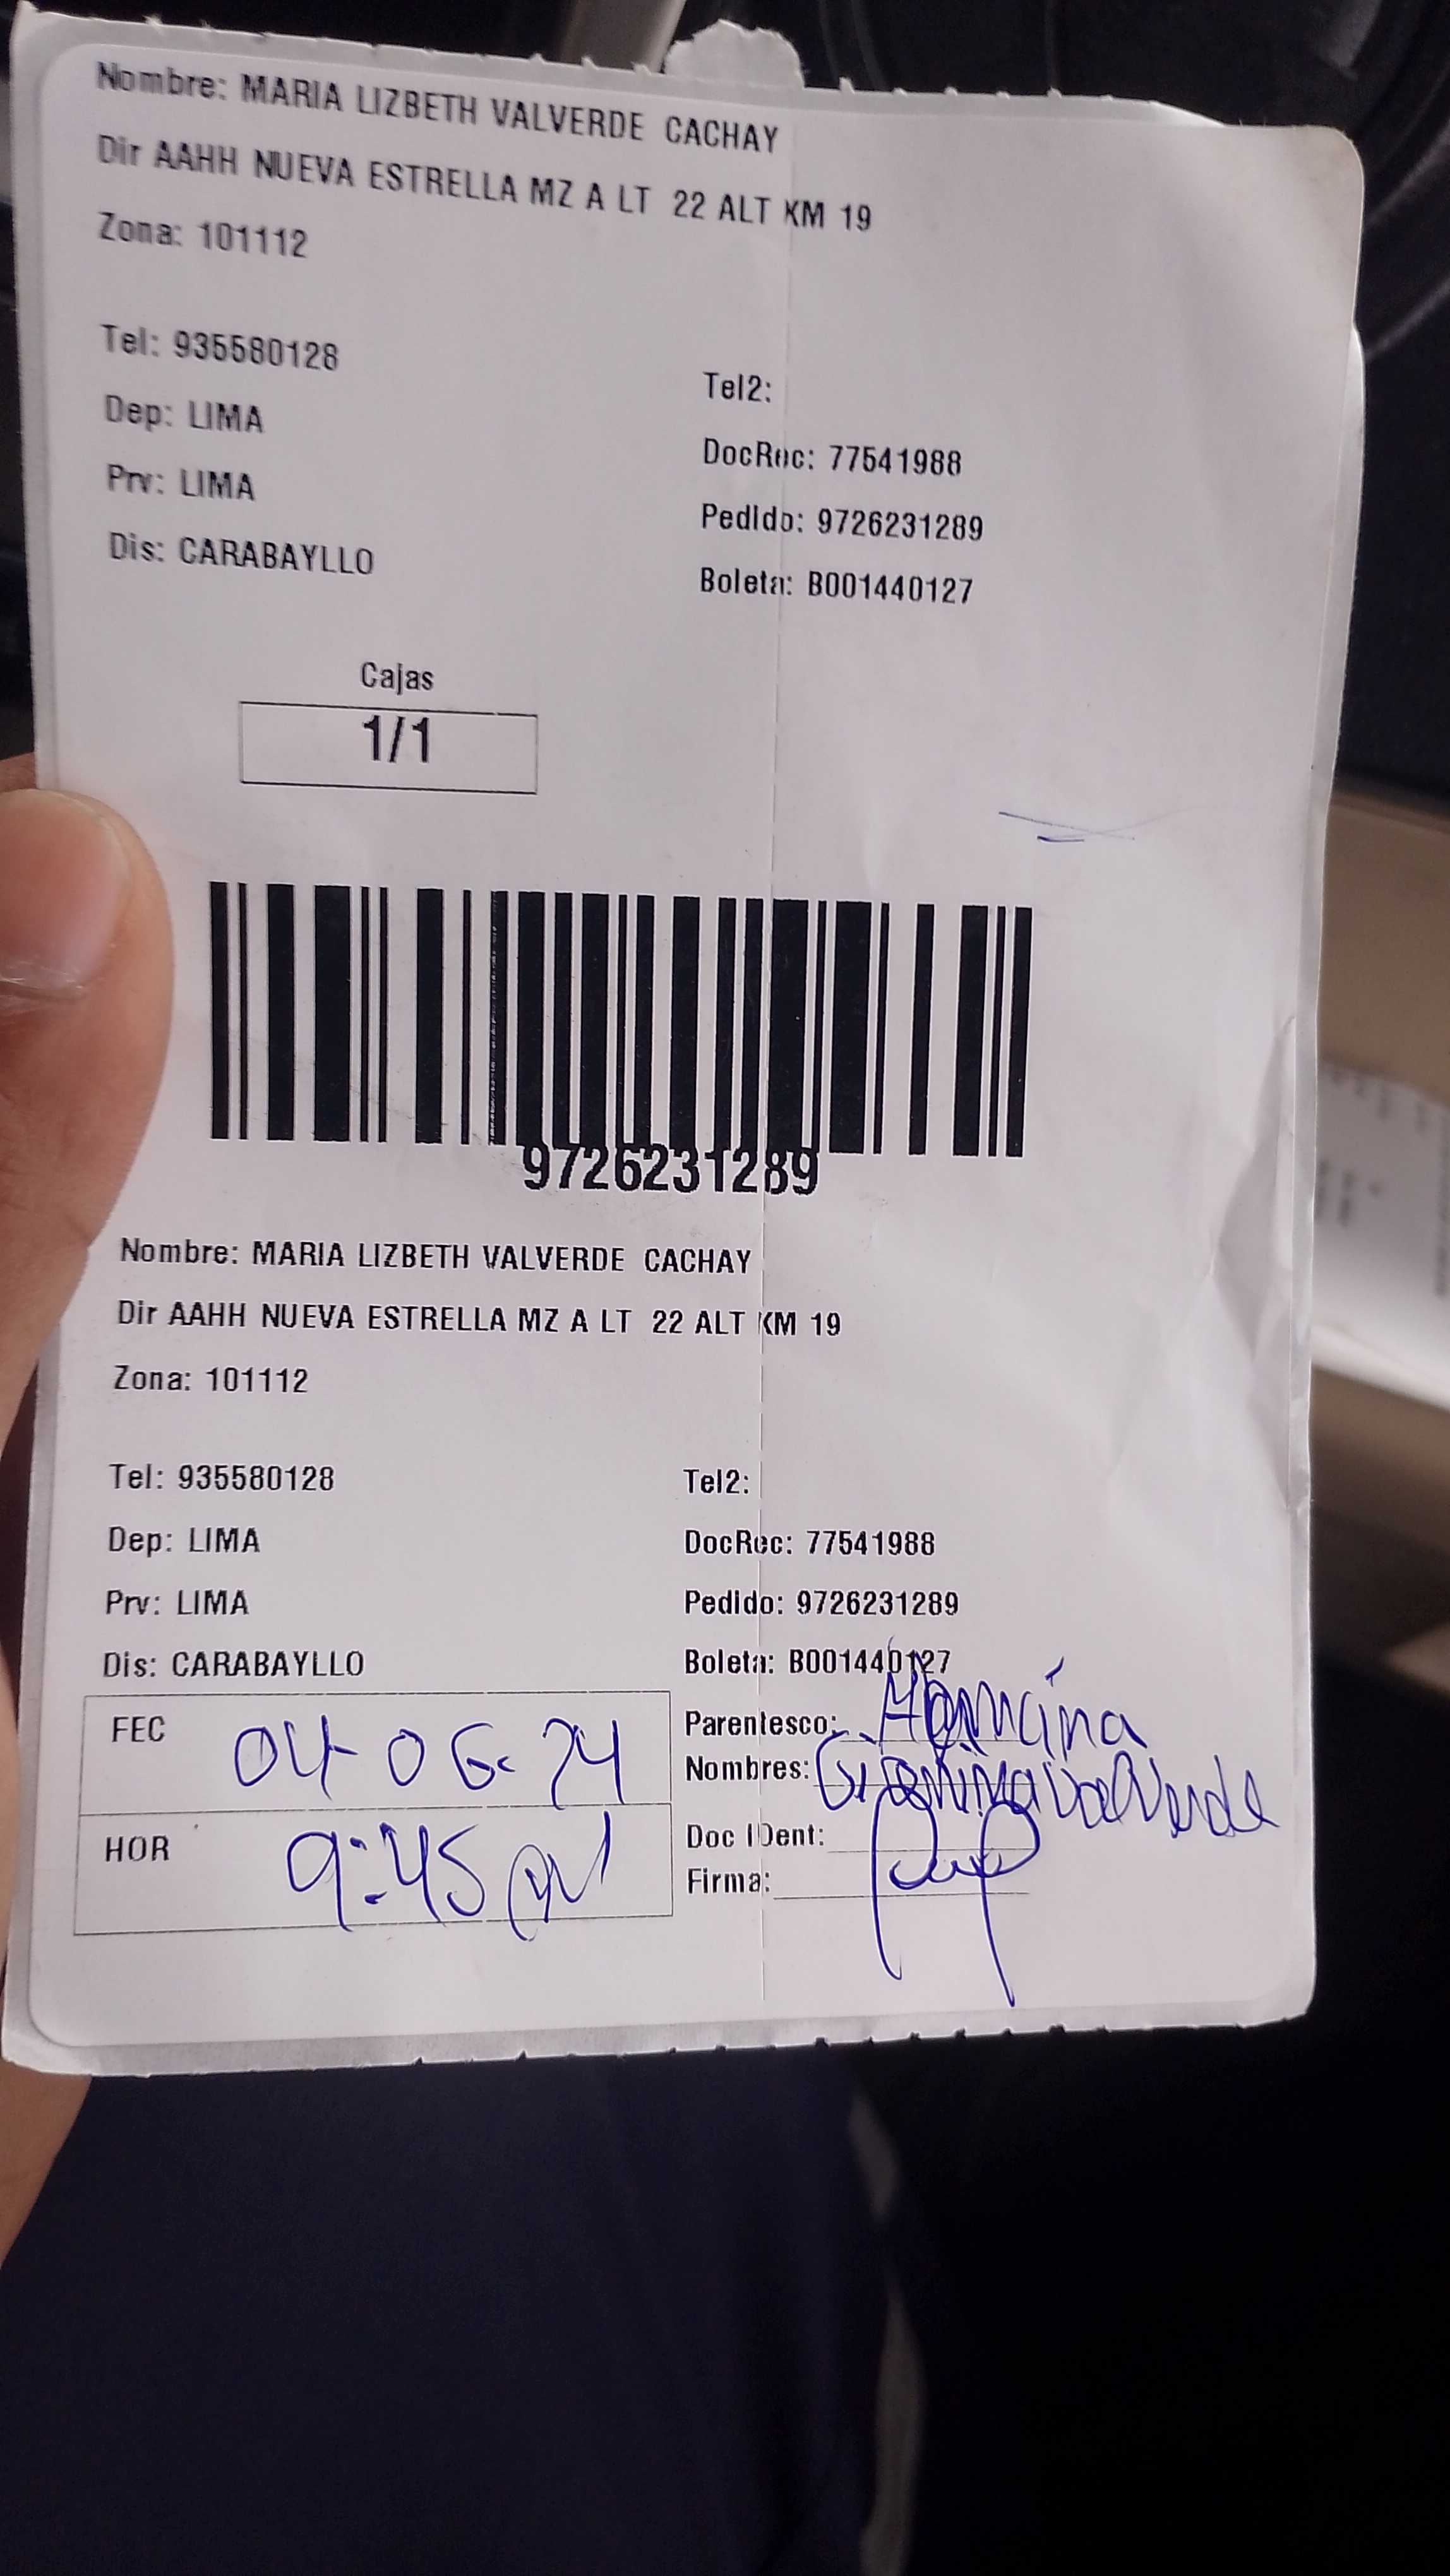 Nombre: MARIA LIZBETH VALVERDE CACHAY
Dir AAHH NUEVA ESTRELLA MZ A LT 22 ALT KM 19
Zona: 101112
Tel: 935580128
Tel2:
Dep: LIMA
DocRec: 77541988
Prv: LIMA
Pedido: 9726231289
Dis: CARABAYLLO
Boleta: B001440127
Cajas
1/1
9726231289
Nombre: MARIA LIZBETH VALVERDE CACHAY
Dir AAHH NUEVA ESTRELLA MZ A LT 22 ALT KM 19
Zona: 101112
Tel: 935580128
Tel2:
Dep: LIMA
DocRec: 77541988
Prv: LIMA
Pedido: 9726231289
Dis: CARABAYLLO
Boleta: B001440127
FEC 04-06-24
Parentesco:
Nombres: Valverde
HOR 9:45
Doc IDent:
Firma: